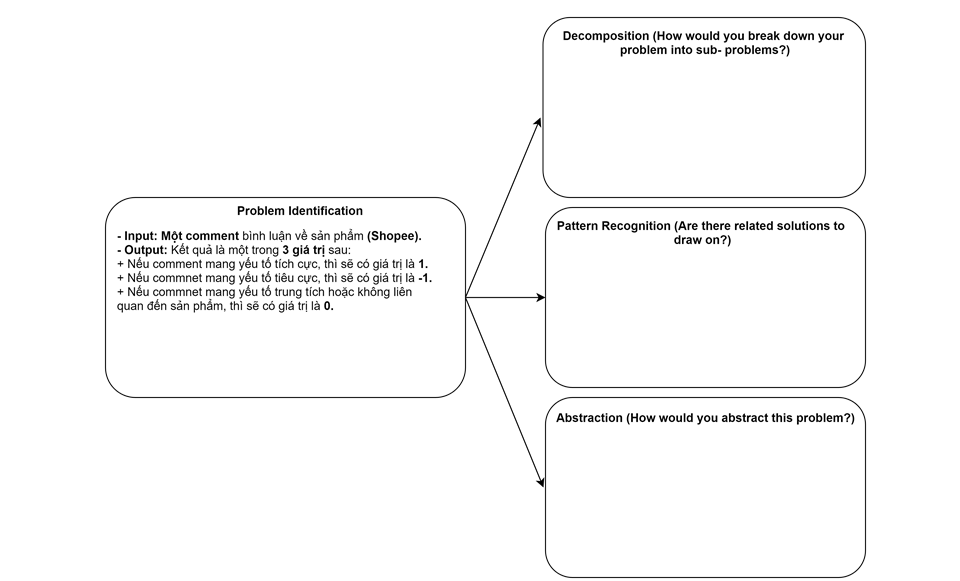 Problem Identification
- Input: Một comment bình luận về sản phẩm (Shopee).
- Output: Kết quả là một trong 3 giá trị sau:
+ Nếu comment mang yếu tố tích cực, thì sẽ có giá trị là 1.
+ Nếu commnet mang yếu tố tiêu cực, thì sẽ có giá trị là -1.
+ Nếu commnet mang yếu tố trung tích hoặc không liên
quan đến sản phẩm, thì sẽ có giá trị là 0.
Decomposition (How would you break down your
problem into sub- problems?)
Pattern Recognition (Are there related solutions to
draw on?)
Abstraction (How would you abstract this problem?)